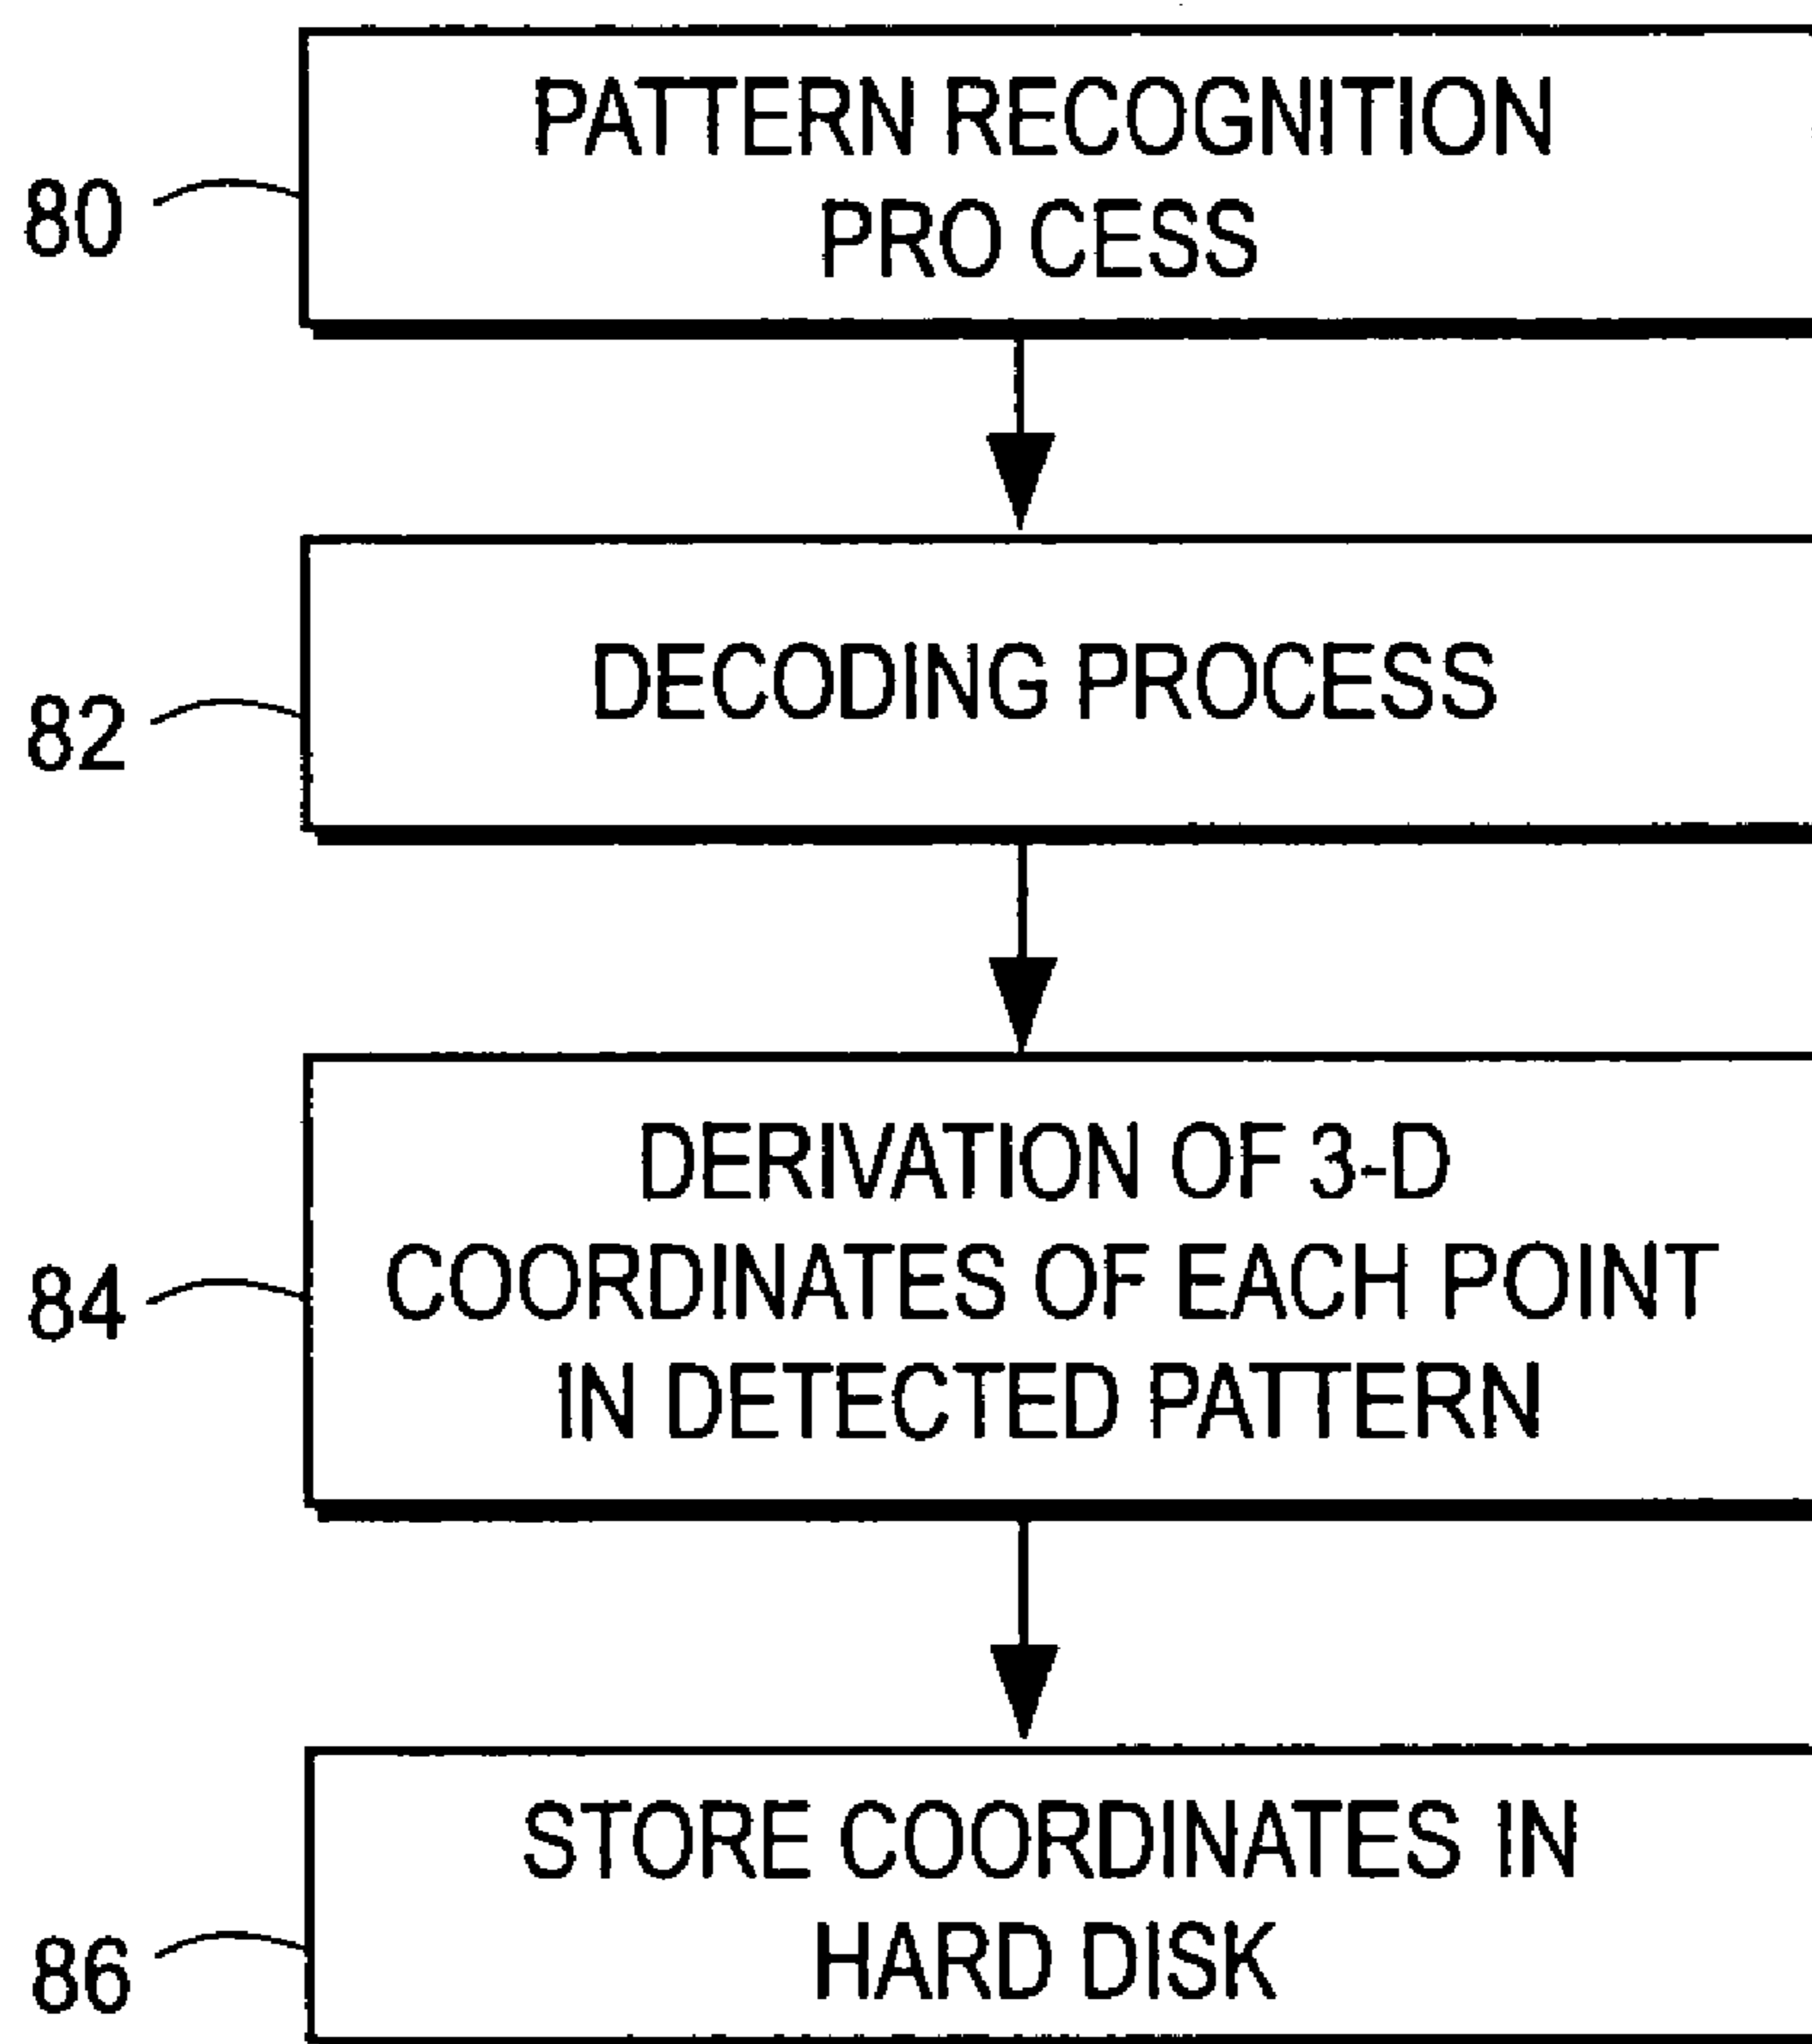 PATTERN RECOGNITION
PRO CESS
80
DECODING PROCESS
82
DERIVATION OF 3-D
COORDINATES OF EACH POINT
IN DETECTED PATTERN
84
STORE COORDINATES IN
HARD DISK
86